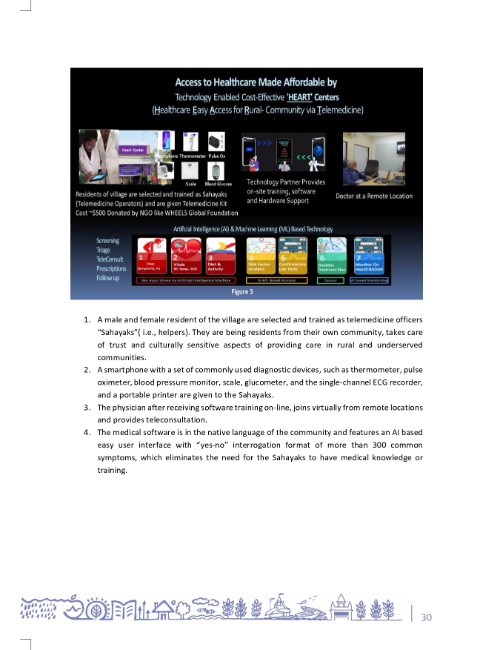 Access to Healthcare Made Affordable by
Technology Enabled Cost-Effective 'HEART' Centers
(Healthcare Easy Access for Rural- Community via Telemedicine)
Heart Center
Thermometer Pulse Ox
Scale Blood Glucose
Residents of village are selected and trained as Sahayaks
(Telemedicine Operators) and are given Telemedicine Kit
Cost ~$500 Donated by NGO like WHEELS Global Foundation
Technology Partner Provides
on-site training, software
and Hardware Support
Doctor at a Remote Location
Artificial Intelligence (AI) & Machine Learning (ML) Based Technology
Screening
Triage
TeleConsult
Prescriptions
Follow up
1 2 3 4 5 6 7
Diet &
Activity
Risk Factor
Analysis
Confirmatory
Lab Tests
Monitor On
Figure 3
1. A male and female resident of the village are selected and trained as telemedicine officers
"Sahayaks"( i.e., helpers). They are being residents from their own community, takes care
of trust and culturally sensitive aspects of providing care in rural and underserved
communities.
2. A smartphone with a set of commonly used diagnostic devices, such as thermometer, pulse
oximeter, blood pressure monitor, scale, glucometer, and the single-channel ECG recorder,
and a portable printer are given to the Sahayaks.
3. The physician after receiving software training on-line, joins virtually from remote locations
and provides teleconsultation.
4. The medical software is in the native language of the community and features an AI based
easy user interface with "yes-no" interrogation format of more than 300 common
symptoms, which eliminates the need for the Sahayaks to have medical knowledge or
training.
30